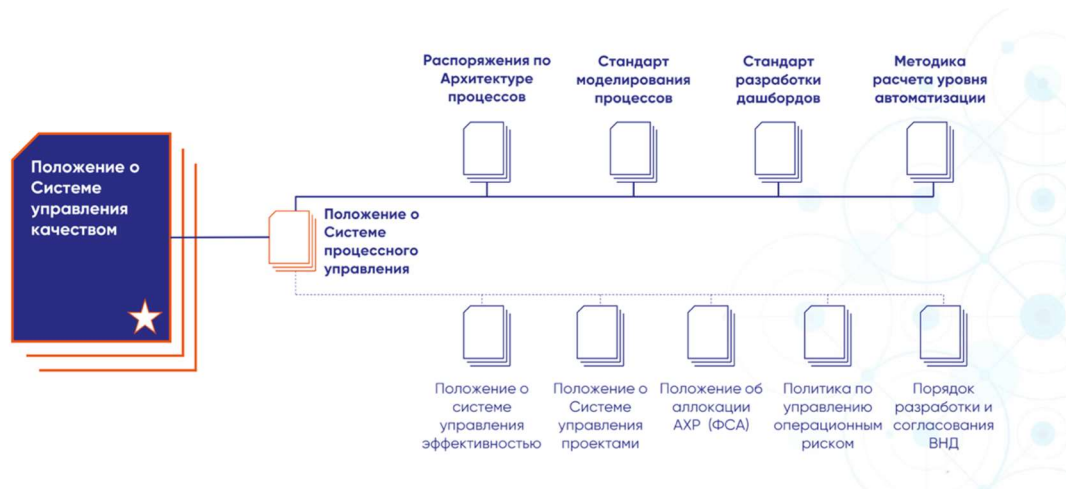 Распоряжения по
Архитектуре
процессов
Стандарт
моделирования
процессов
Стандарт
разработки
дашбордов
Методика
расчета уровня
автоматизации
Положение о
Системе
управления
качеством
Положение о
Системе
процессного
управления
Положение о
системе
управления
эффективностью
Положение о
Системе
управления
проектами
Положение об
аллокации
АХР (ФСА)
Политика по
управлению
операционным
риском
Порядок
разработки и
согласования
ВНД